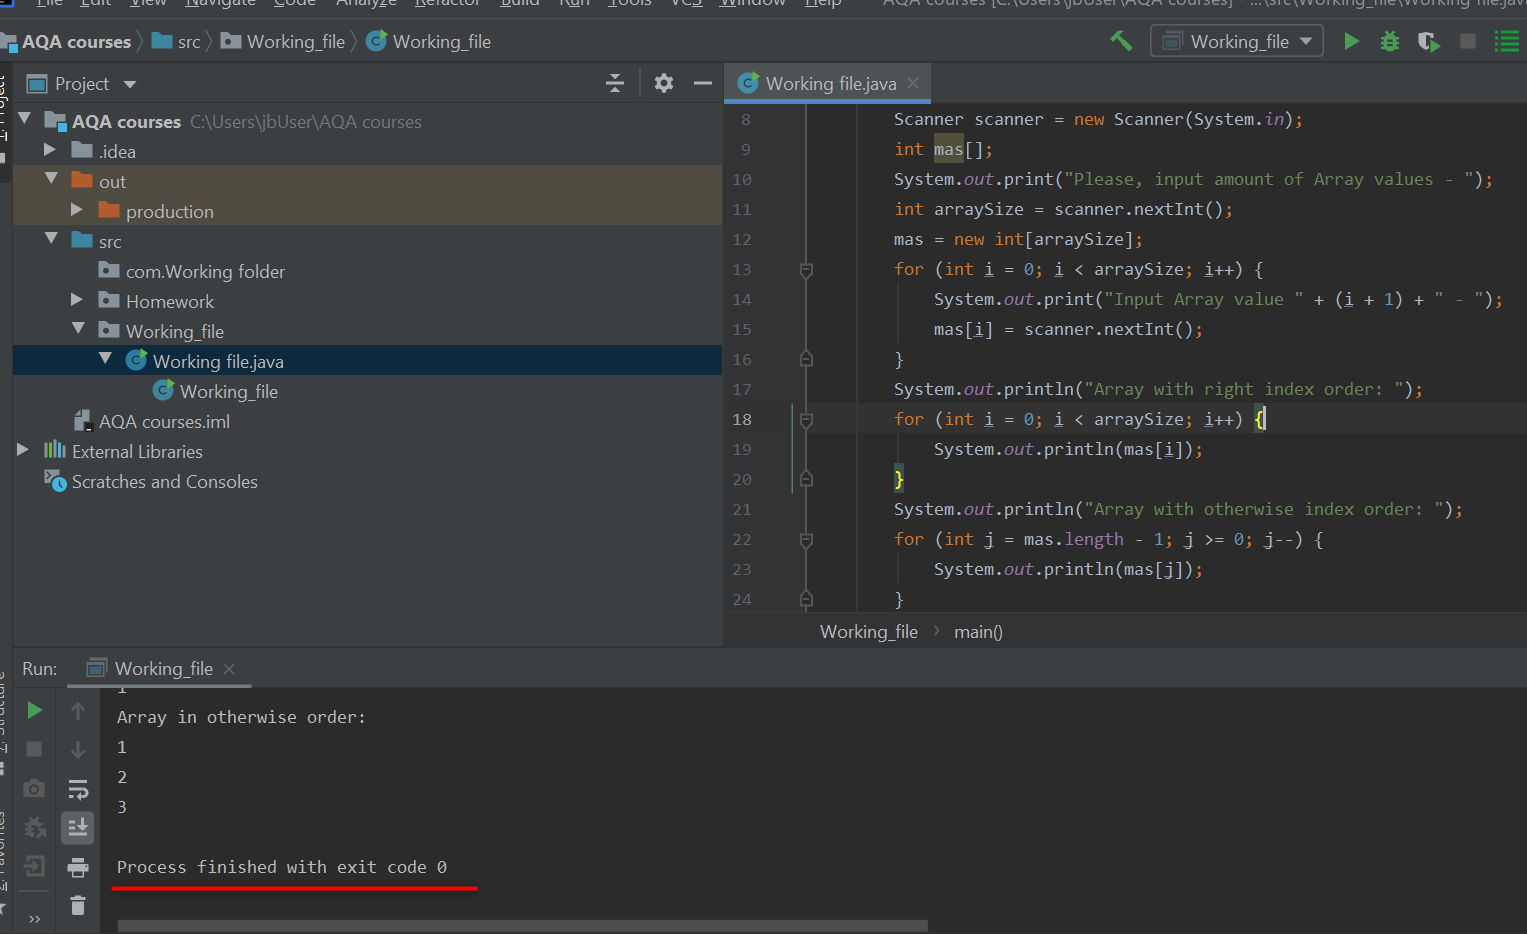 File Edit View Navigate Code Analyze Refactor Build Run Tools VCS Window Help AQA courses [C:\Users\jbUser\AQA courses] - ...\src\Working_file\Working file.java
AQA courses src Working_file Working_file
Working_file
Project
Working file.java
AQA courses C:\Users\jbUser\AQA courses
.idea
out
production
src
com.Working folder
Homework
Working_file
Working file.java
Working_file
AQA courses.iml
External Libraries
Scratches and Consoles
8 Scanner scanner = new Scanner(System.in);
9 int mas[];
10 System.out.print("Please, input amount of Array values - ");
11 int arraySize = scanner.nextInt();
12 mas = new int[arraySize];
13 for (int i = 0; i < arraySize; i++) {
14 System.out.print("Input Array value " + (i + 1) + " - ");
15 mas[i] = scanner.nextInt();
16 }
17 System.out.println("Array with right index order: ");
18 for (int i = 0; i < arraySize; i++) {
19 System.out.println(mas[i]);
20 }
21 System.out.println("Array with otherwise index order: ");
22 for (int j = mas.length - 1; j >= 0; j--) {
23 System.out.println(mas[j]);
24 }
Working_file › main()
Run: Working_file
Array in otherwise order:
1
2
3
Process finished with exit code 0